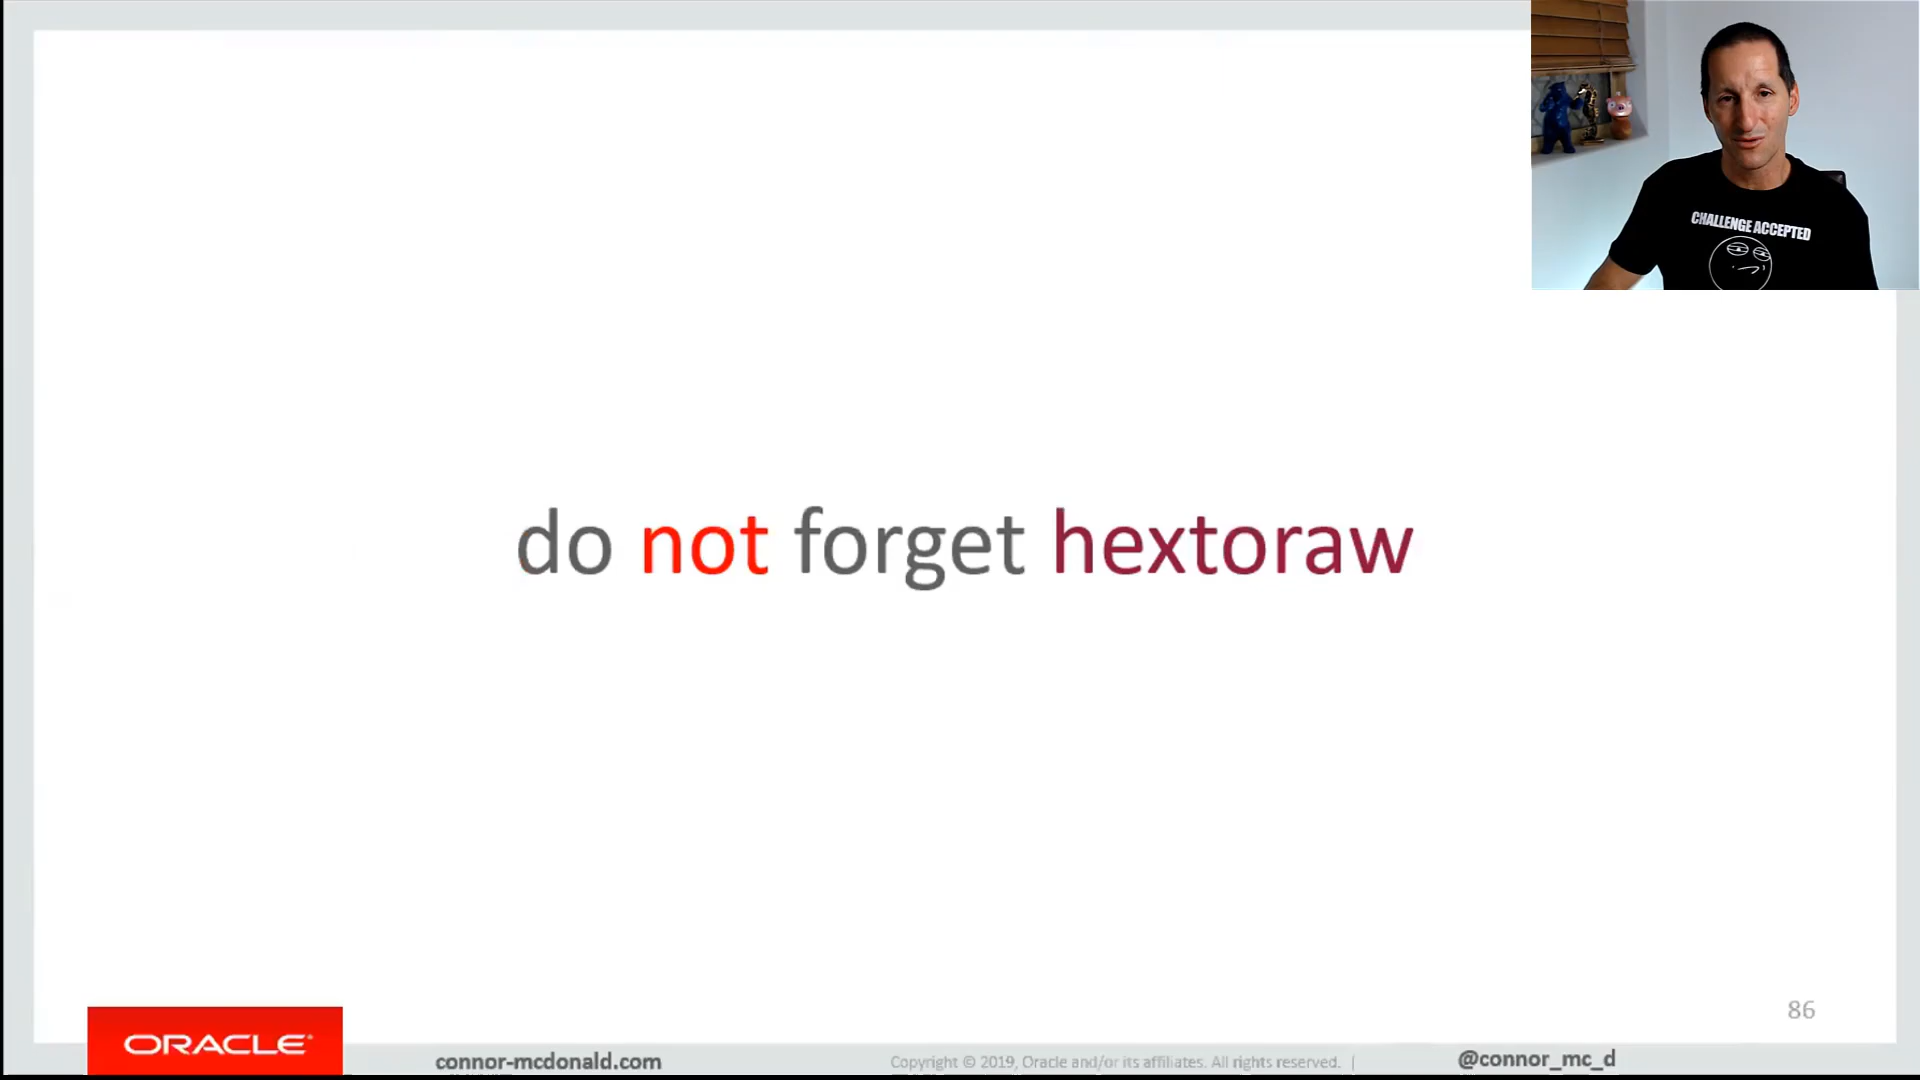 CHALLENGE ACCEPTED
do not forget hextoraw
86
ORACLE
connor-mcdonald.com
Copyright © 2019, Oracle and/or its affiliates. All rights reserved. |
@connor_mc_d